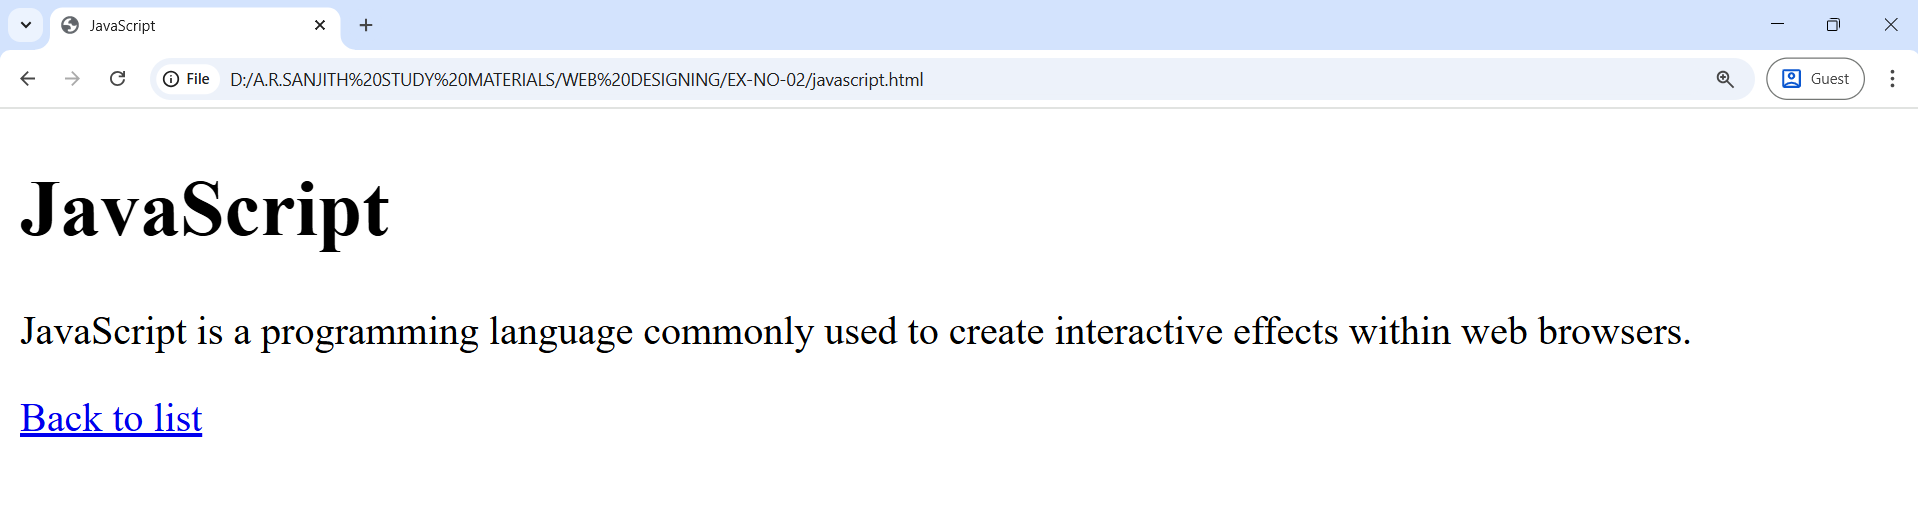 JavaScript
File D:/A.R.SANJITH%20STUDY%20MATERIALS/WEB%20DESIGNING/EX-NO-02/javascript.html Guest
JavaScript
JavaScript is a programming language commonly used to create interactive effects within web browsers.
Back to list